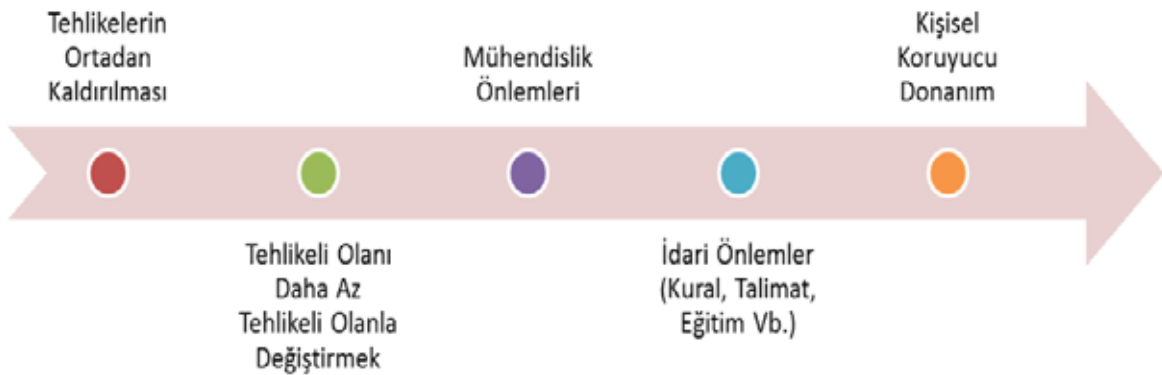 Tehlikelerin
Ortadan
Kaldırılması
Tehlikeli Olanı
Daha Az
Tehlikeli Olanla
Değiştirmek
Mühendislik
Önlemleri
İdari Önlemler
(Kural, Talimat,
Eğitim Vb.)
Kişisel
Koruyucu
Donanım